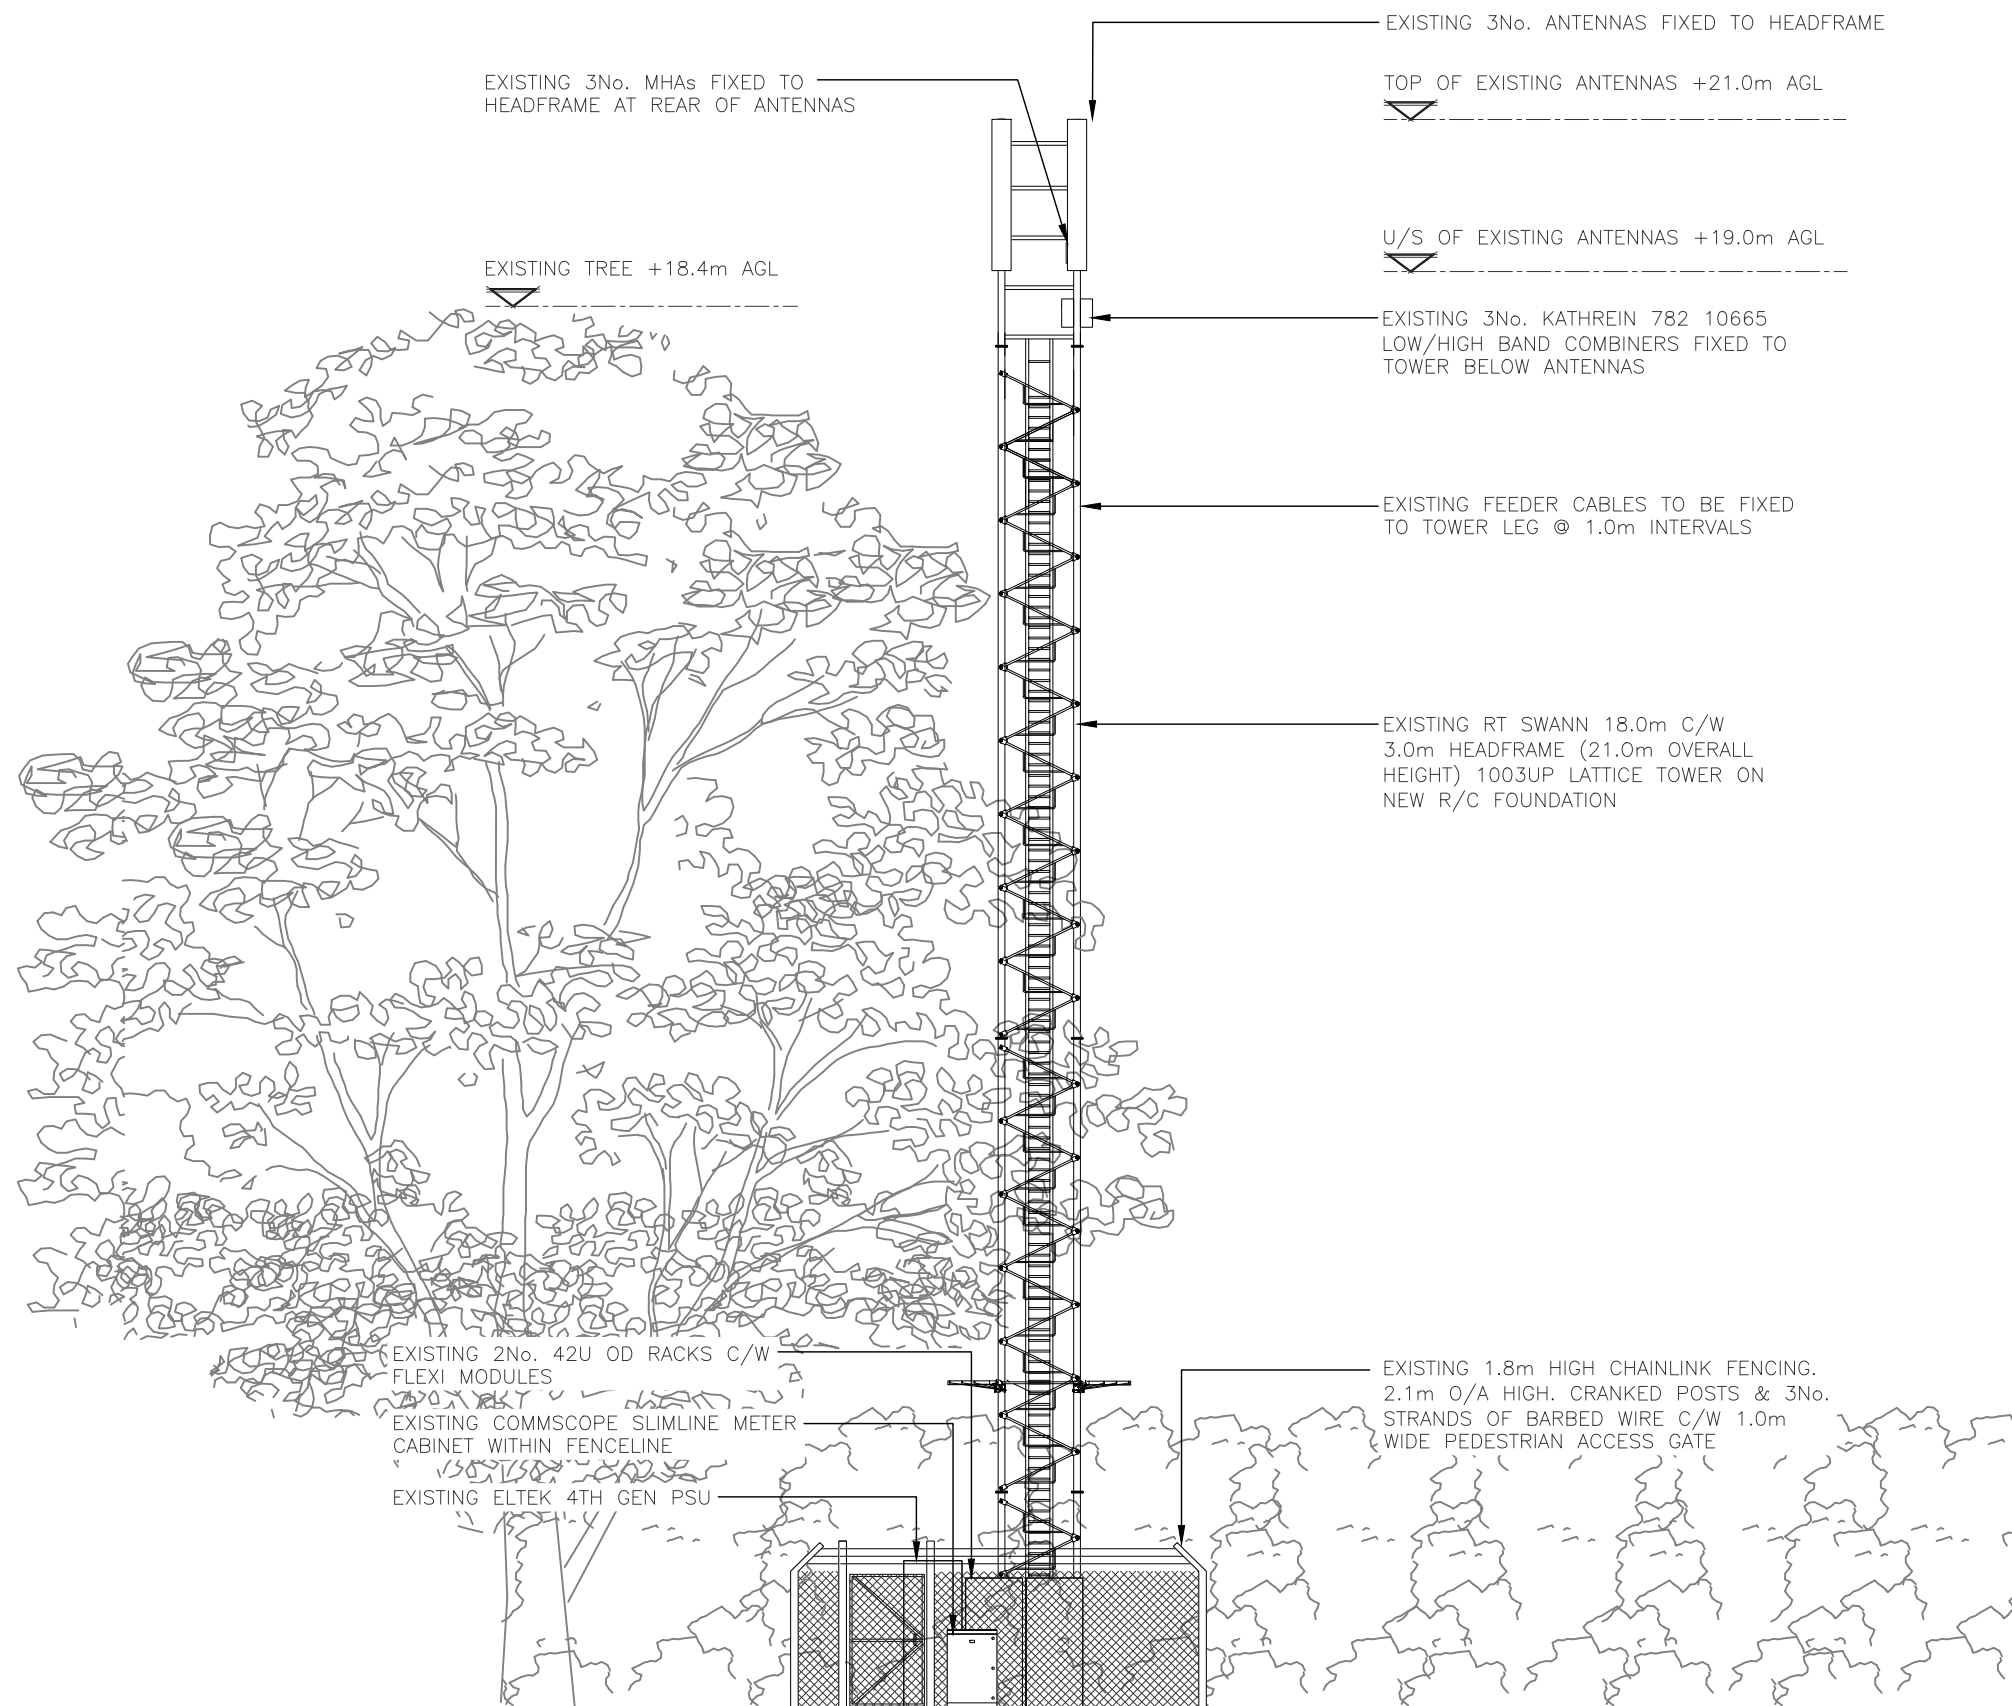 EXISTING 3No. ANTENNAS FIXED TO HEADFRAME
EXISTING 3No. MHAs FIXED TO
HEADFRAME AT REAR OF ANTENNAS
TOP OF EXISTING ANTENNAS +21.0m AGL
U/S OF EXISTING ANTENNAS +19.0m AGL
EXISTING TREE +18.4m AGL
EXISTING 3No. KATHREIN 782 10665
LOW/HIGH BAND COMBINERS FIXED TO
TOWER BELOW ANTENNAS
EXISTING FEEDER CABLES TO BE FIXED
TO TOWER LEG @ 1.0m INTERVALS
EXISTING RT SWANN 18.0m C/W
3.0m HEADFRAME (21.0m OVERALL
HEIGHT) 1003UP LATTICE TOWER ON
NEW R/C FOUNDATION
EXISTING 2No. 42U OD RACKS C/W
FLEXI MODULES
EXISTING COMMSCOPE SLIMLINE METER
CABINET WITHIN FENCELINE
EXISTING ELTEK 4TH GEN PSU
EXISTING 1.8m HIGH CHAINLINK FENCING.
2.1m O/A HIGH. CRANKED POSTS & 3No.
STRANDS OF BARBED WIRE C/W 1.0m
WIDE PEDESTRIAN ACCESS GATE